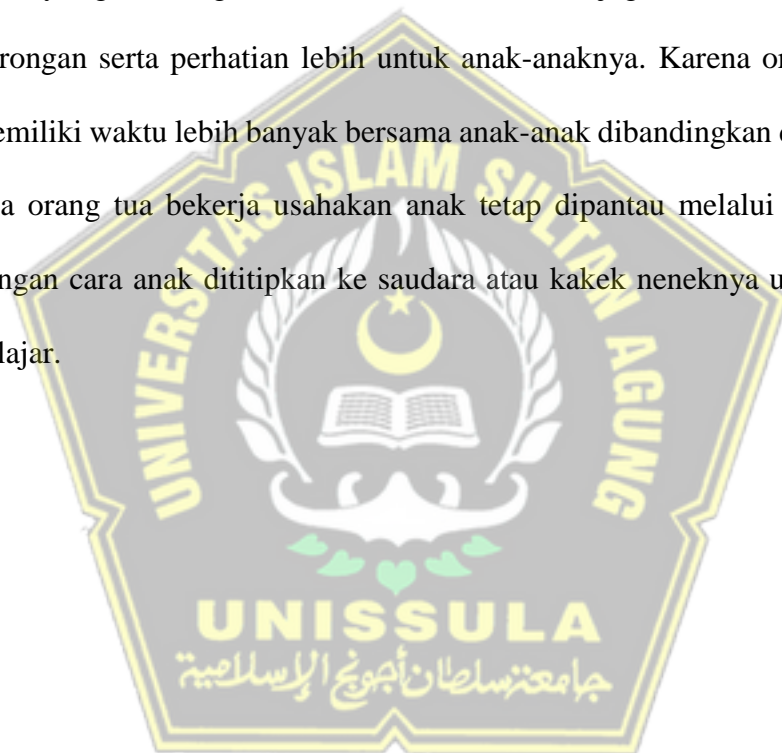 rongan serta perhatian lebih untuk anak-anaknya. Karena
emiliki waktu lebih banyak bersama anak-anak dibandingkan
a orang tua bekerja usahakan anak tetap dipantau melalui
ngan cara anak dititipkan ke saudara atau kakek neneknya
lajar.
UNIVERSITAS ISLAM SULTAN AGUNG
UNISSULA
جامعة سلطان أجونج الإسلامية